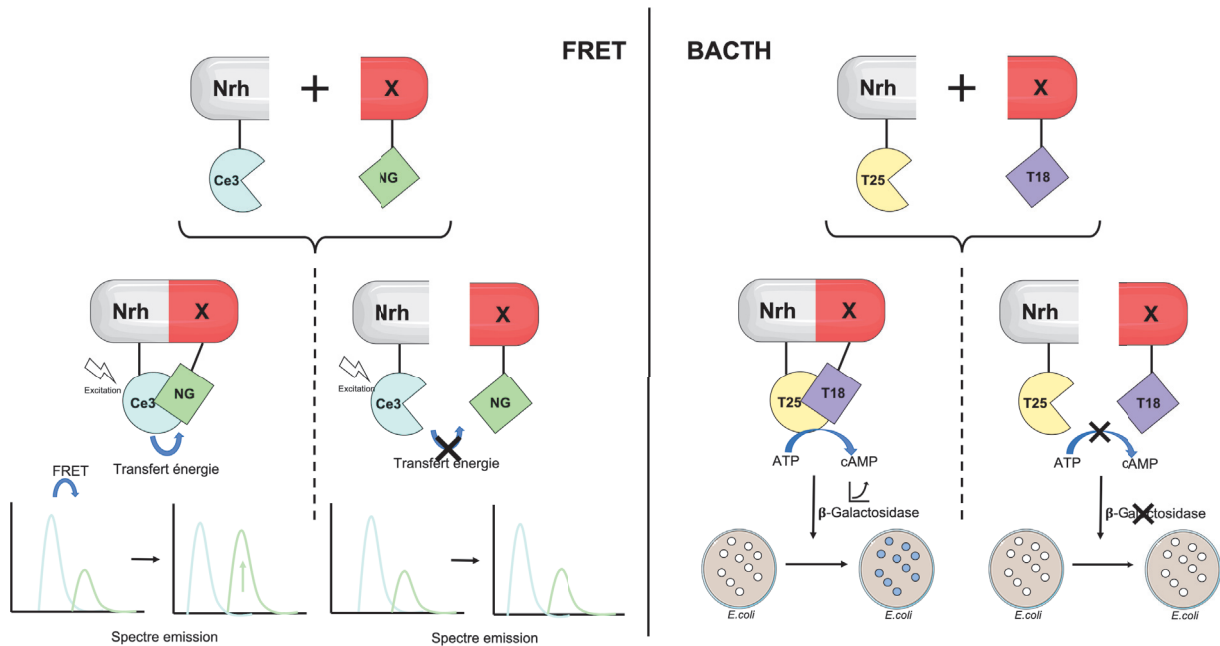 FRET
Nrh
+
X
Ce3
NG
Nrh
X
Excitation
Ce3
NG
Transfert énergie
Nrh
X
Excitation
Ce3
NG
Transfert énergie
FRET
Spectre emission
Spectre emission
BACTH
Nrh
+
X
T25
T18
Nrh
X
T25
T18
ATP
cAMP
β-Galactosidase
E.coli
E.coli
Nrh
X
T25
T18
ATP
cAMP
β-Galactosidase
E.coli
E.coli